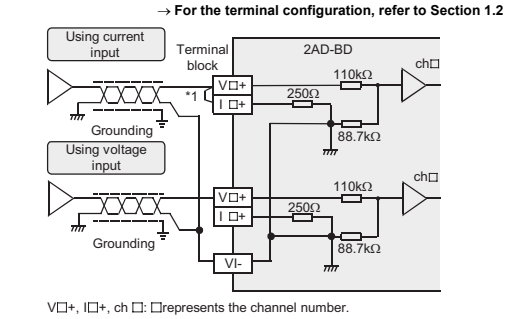 → For the terminal configuration, refer to Section 1.2
Using current
input
Terminal
block
2AD-BD
ch□
110kΩ
V□+
250Ω
*1
I □+
Grounding
88.7kΩ
Using voltage
input
ch□
110kΩ
V□+
250Ω
I □+
Grounding
88.7kΩ
VI-
V□+, I□+, ch □: □represents the channel number.